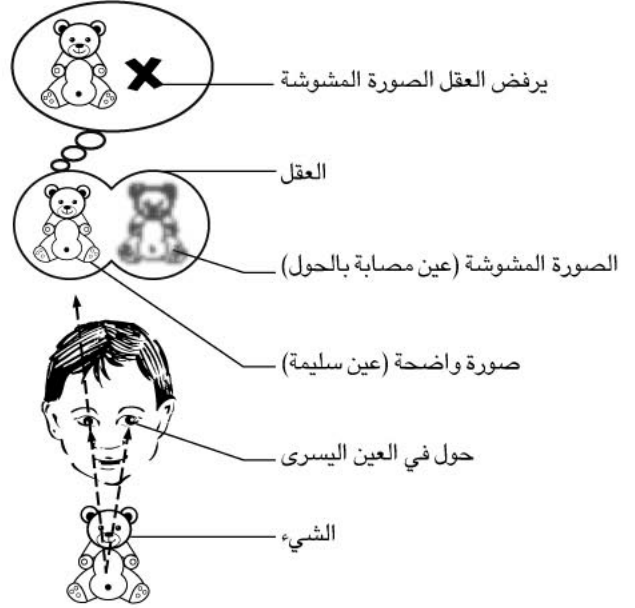 يرفض العقل الصورة المشوشة
العقل
الصورة المشوشة (عين مصابة بالحول)
صورة واضحة (عين سليمة)
حول في العين اليسرى
الشيء